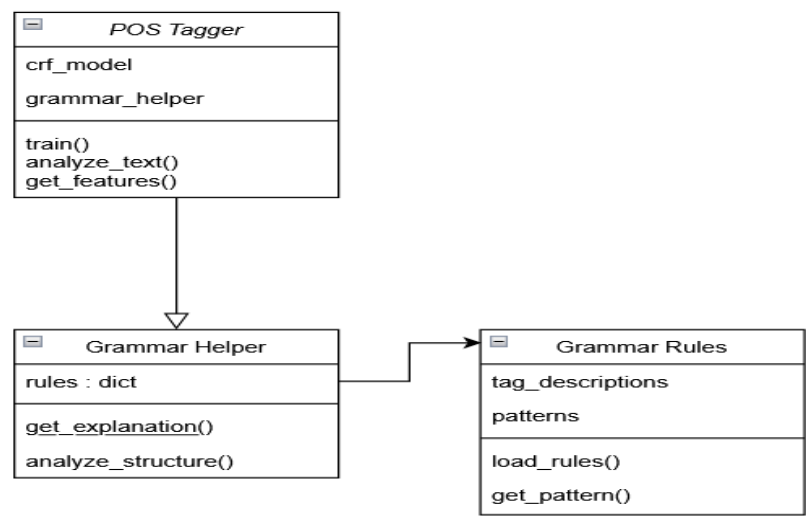 POS Tagger
crf_model
grammar_helper
train()
analyze_text()
get_features()
Grammar Helper
rules : dict
get_explanation()
analyze_structure()
Grammar Rules
tag_descriptions
patterns
load_rules()
get_pattern()